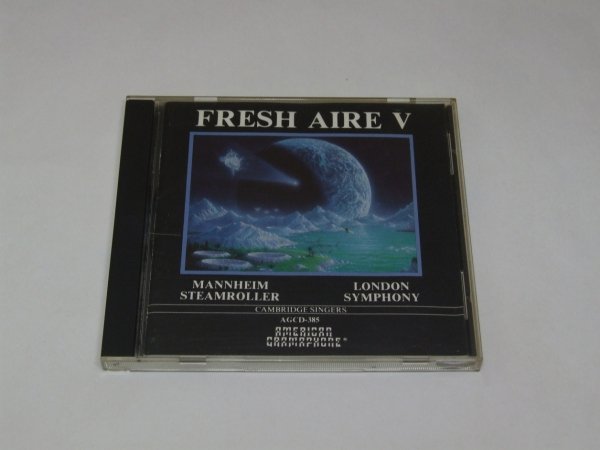 FRESH AIRE V
MANNHEIM STEAMROLLER
LONDON SYMPHONY
CAMBRIDGE SINGERS
AGCD-385
AMERICAN
GRAMAPHONE®